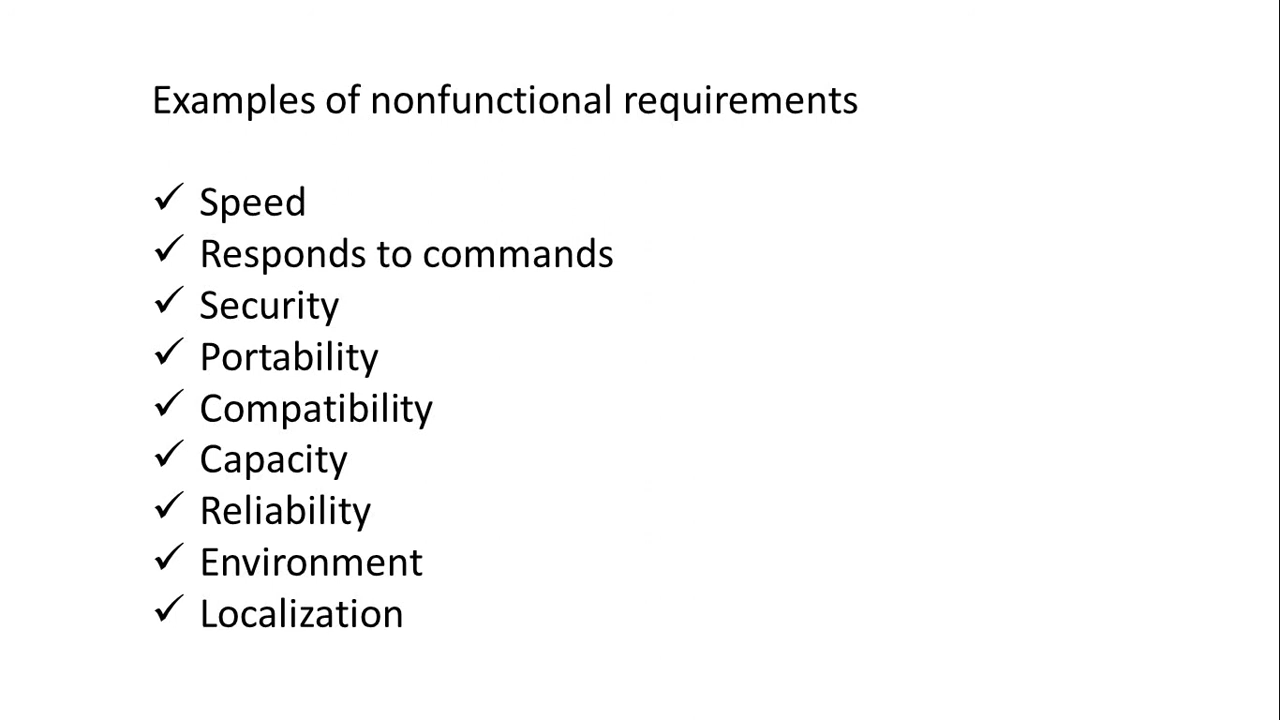 Examples of nonfunctional requirements
✓ Speed
✓ Responds to commands
✓ Security
✓ Portability
✓ Compatibility
✓ Capacity
✓ Reliability
✓ Environment
✓ Localization